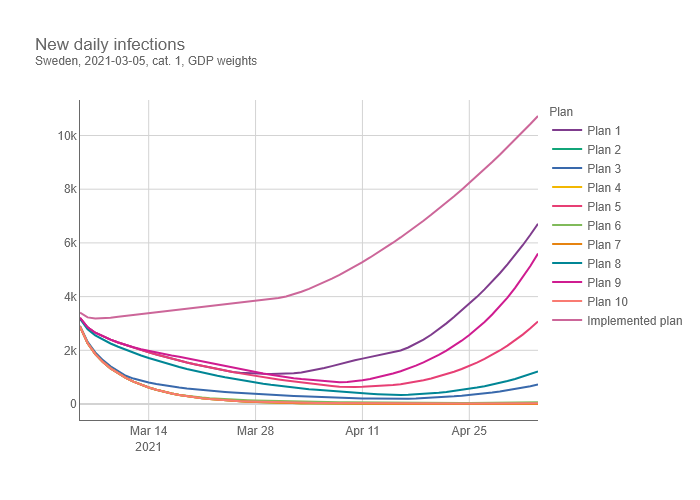 New daily infections
Sweden, 2021-03-05, cat. 1, GDP weights
Plan
Plan 1
Plan 2
Plan 3
Plan 4
Plan 5
Plan 6
Plan 7
Plan 8
Plan 9
Plan 10
Implemented plan
10k
8k
6k
4k
2k
0
Mar 14 Mar 28 Apr 11 Apr 25
2021